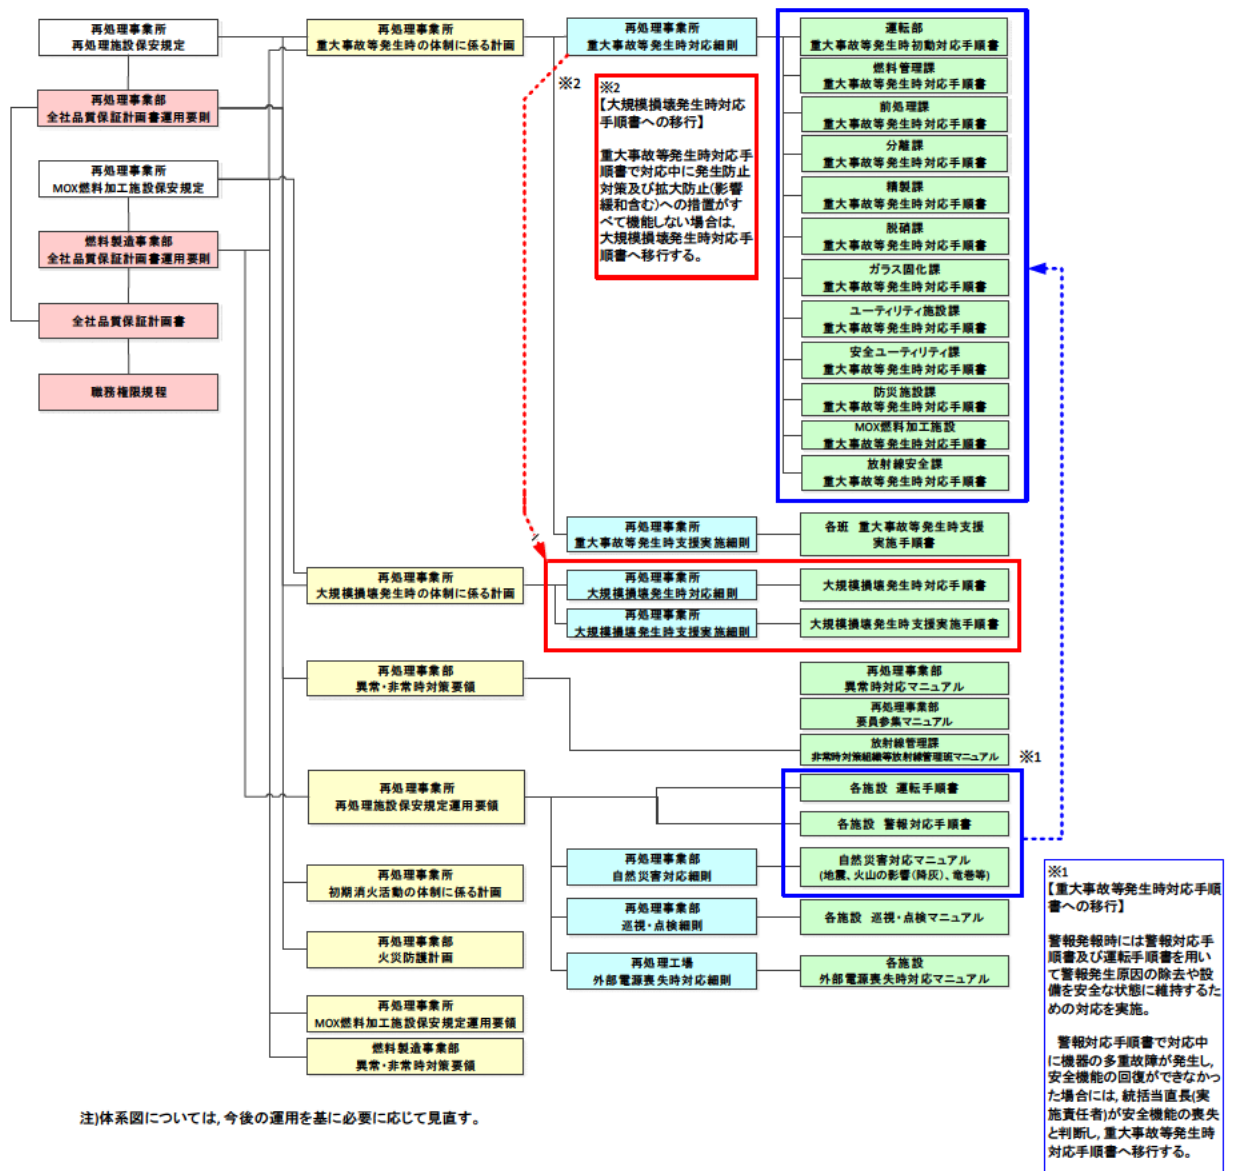 再処理事業所
再処理施設保安規定
再処理事業部
全社品質保証計画書運用要則
再処理事業所
MOX燃料加工施設保安規定
燃料製造事業部
全社品質保証計画書運用要則
全社品質保証計画書
職務権限規程
再処理事業所
重大事故等発生時の体制に係る計画
再処理事業所
大規模損壊発生時の体制に係る計画
再処理事業部
異常・非常時対策要領
再処理事業所
再処理施設保安規定運用要領
再処理事業所
初期消火活動の体制に係る計画
再処理事業部
火災防護計画
再処理事業所
MOX燃料加工施設保安規定運用要領
燃料製造事業部
異常・非常時対策要領
再処理事業所
重大事故等発生時対応細則
※2
※2
【大規模損壊発生時対応
手順書への移行】
重大事故等発生時対応手
順書で対応中に発生防止
対策及び拡大防止(影響
緩和含む)への措置がす
べて機能しない場合は、
大規模損壊発生時対応手
順書へ移行する。
再処理事業所
重大事故等発生時支援実施細則
再処理事業所
大規模損壊発生時対応細則
再処理事業所
大規模損壊発生時支援実施細則
再処理事業部
自然災害対応細則
再処理事業部
巡視・点検細則
再処理工場
外部電源喪失時対応細則
運転部
重大事故等発生時初動対応手順書
燃料管理課
重大事故等発生時対応手順書
前処理課
重大事故等発生時対応手順書
分離課
重大事故等発生時対応手順書
精製課
重大事故等発生時対応手順書
脱硝課
重大事故等発生時対応手順書
ガラス固化課
重大事故等発生時対応手順書
ユーティリティ施設課
重大事故等発生時対応手順書
安全ユーティリティ課
重大事故等発生時対応手順書
防災施設課
重大事故等発生時対応手順書
MOX燃料加工施設
重大事故等発生時対応手順書
放射線安全課
重大事故等発生時対応手順書
各班 重大事故等発生時支援
実施手順書
大規模損壊発生時対応手順書
大規模損壊発生時支援実施手順書
再処理事業部
異常時対応マニュアル
再処理事業部
要員参集マニュアル
放射線管理課
非常時対策組織等放射線管理班マニュアル
※1
各施設 運転手順書
各施設 警報対応手順書
自然災害対応マニュアル
(地震、火山の影響(降灰)、竜巻等)
各施設 巡視・点検マニュアル
各施設
外部電源喪失時対応マニュアル
※1
【重大事故等発生時対応手順
書への移行】
警報発報時には警報対応手
順書及び運転手順書を用い
て警報発生原因の除去や設
備を安全な状態に維持するた
めの対応を実施。
警報対応手順書で対応中
に機器の多重故障が発生し、
安全機能の回復ができなかっ
た場合には、統括当直長(実
施責任者)が安全機能の喪失
と判断し、重大事故等発生時
対応手順書へ移行する。
注)体系図については、今後の運用を基に必要に応じて見直す。